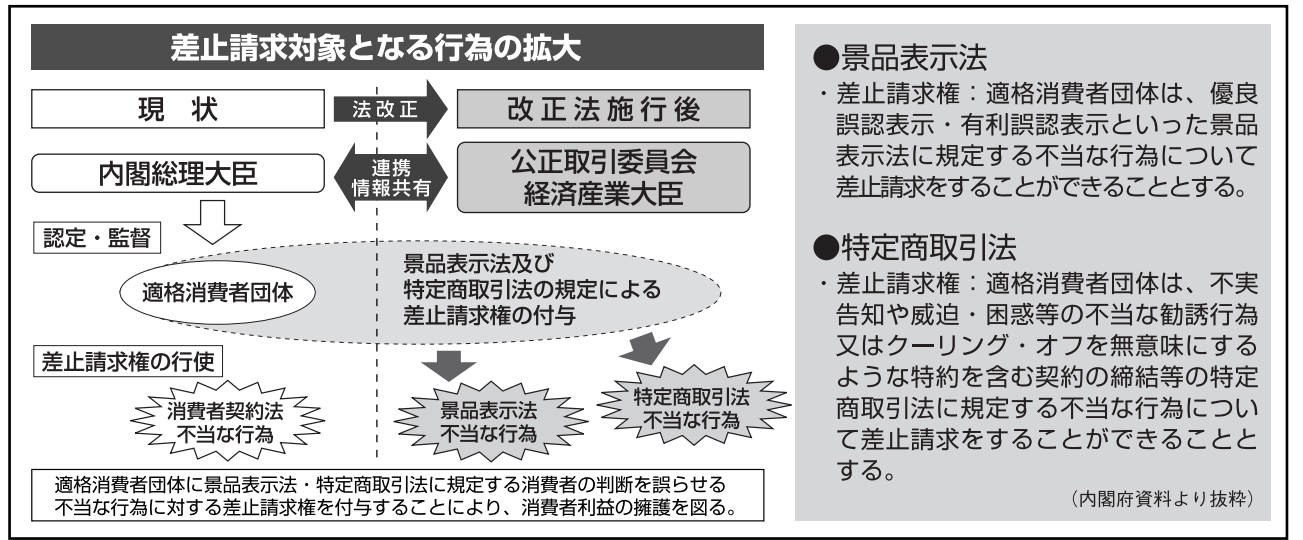 差止請求対象となる行為の拡大
現 状
法改正
改正法施行後
内閣総理大臣
連携
情報共有
公正取引委員会
経済産業大臣
認定・監督
適格消費者団体
景品表示法及び
特定商取引法の規定による
差止請求権の付与
差止請求権の行使
消費者契約法
不当な行為
景品表示法
不当な行為
特定商取引法
不当な行為
適格消費者団体に景品表示法・特定商取引法に規定する消費者の判断を誤らせる
不当な行為に対する差止請求権を付与することにより、消費者利益の擁護を図る。
●景品表示法
・差止請求権：適格消費者団体は、優良
誤認表示・有利誤認表示といった景品
表示法に規定する不当な行為について
差止請求をすることができることとする。
●特定商取引法
・差止請求権：適格消費者団体は、不実
告知や威迫・困惑等の不当な勧誘行為
又はクーリング・オフを無意味にする
ような特約を含む契約の締結等の特定
商取引法に規定する不当な行為につい
て差止請求をすることができることと
する。
（内閣府資料より抜粋）